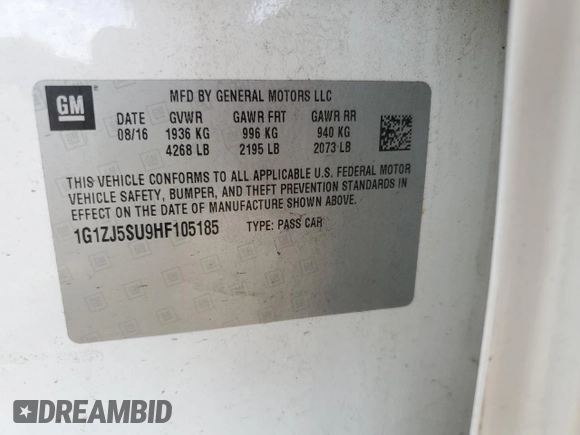 GM
MFD BY GENERAL MOTORS LLC
DATE GVWR GAWR FRT GAWR RR
08/16 1936 KG 996 KG 940 KG
4268 LB 2195 LB 2073 LB
THIS VEHICLE CONFORMS TO ALL APPLICABLE U.S. FEDERAL MOTOR
VEHICLE SAFETY, BUMPER, AND THEFT PREVENTION STANDARDS IN
EFFECT ON THE DATE OF MANUFACTURE SHOWN ABOVE.
1G1ZJ5SU9HF105185 TYPE: PASS CAR
DREAMBID